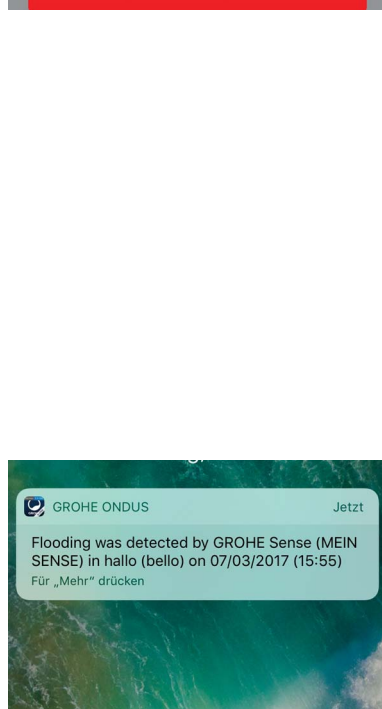 GROHE ONDUS
Jetzt
Flooding was detected by GROHE Sense (MEIN
SENSE) in hallo (bello) on 07/03/2017 (15:55)
Für „Mehr“ drücken